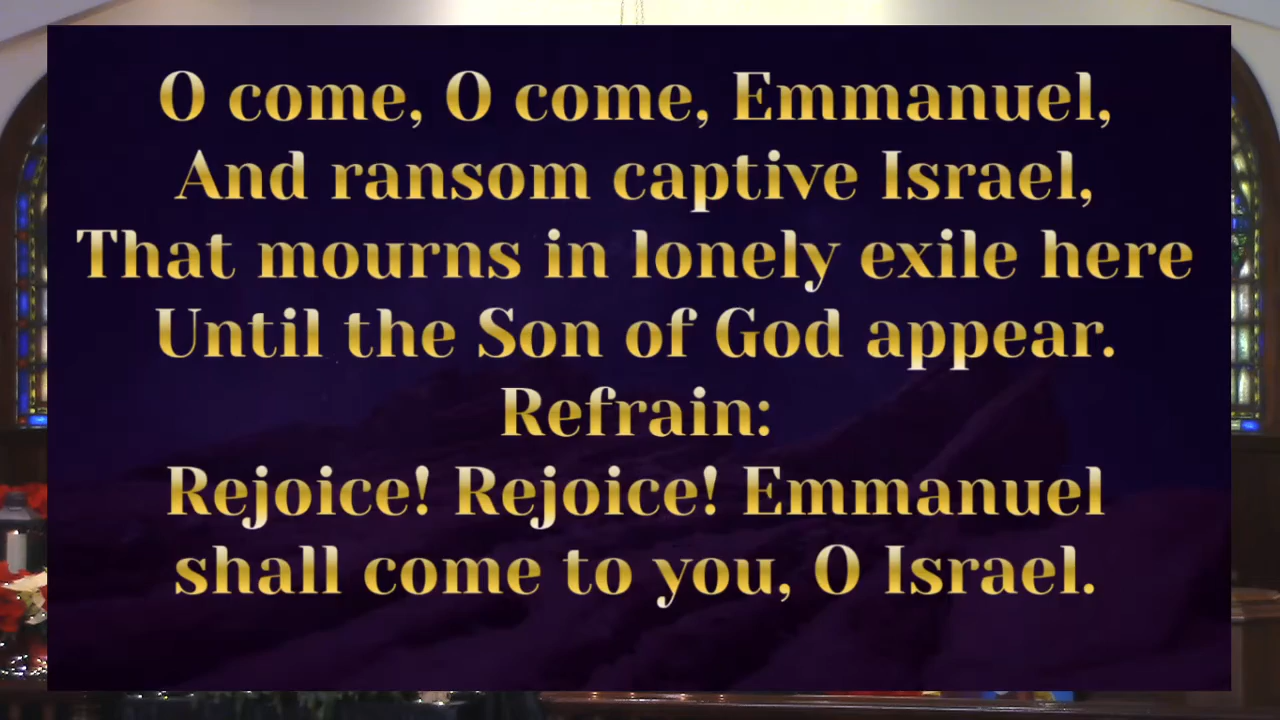 O come, O come, Emmanuel,
And ransom captive Israel,
That mourns in lonely exile here
Until the Son of God appear.
Refrain:
Rejoice! Rejoice! Emmanuel
shall come to you, O Israel.